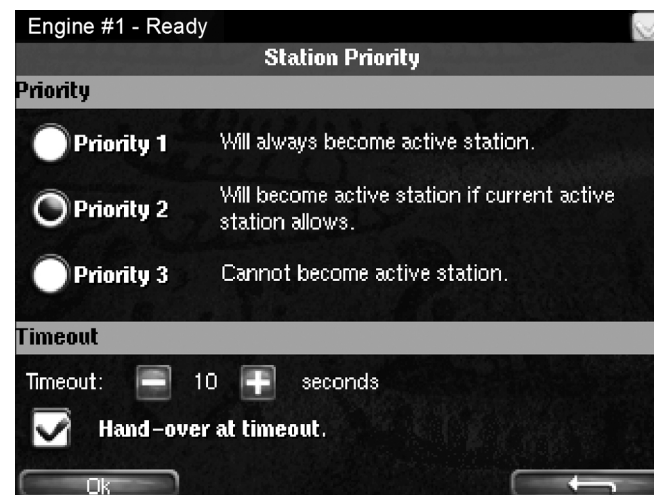 Engine #1 - Ready
Station Priority
Priority
Priority 1 Will always become active station.
Priority 2 Will become active station if current active
station allows.
Priority 3 Cannot become active station.
Timeout
Timeout: 10 seconds
Hand-over at timeout.
Ok